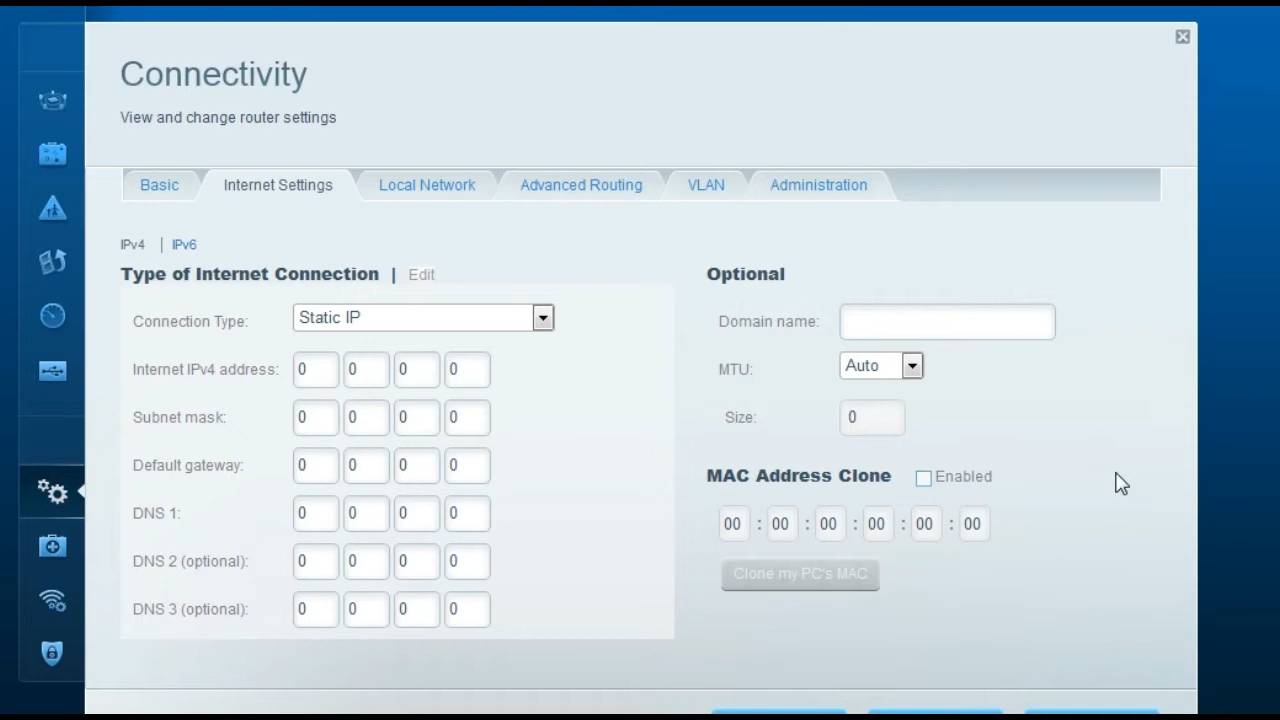 Connectivity
View and change router settings
Basic Internet Settings Local Network Advanced Routing VLAN Administration
IPv4 | IPv6
Type of Internet Connection | Edit
Connection Type: Static IP
Internet IPv4 address: 0 0 0 0
Subnet mask: 0 0 0 0
Default gateway: 0 0 0 0
DNS 1: 0 0 0 0
DNS 2 (optional): 0 0 0 0
DNS 3 (optional): 0 0 0 0
Optional
Domain name:
MTU: Auto
Size: 0
MAC Address Clone Enabled
00 : 00 : 00 : 00 : 00 : 00
Clone my PC's MAC